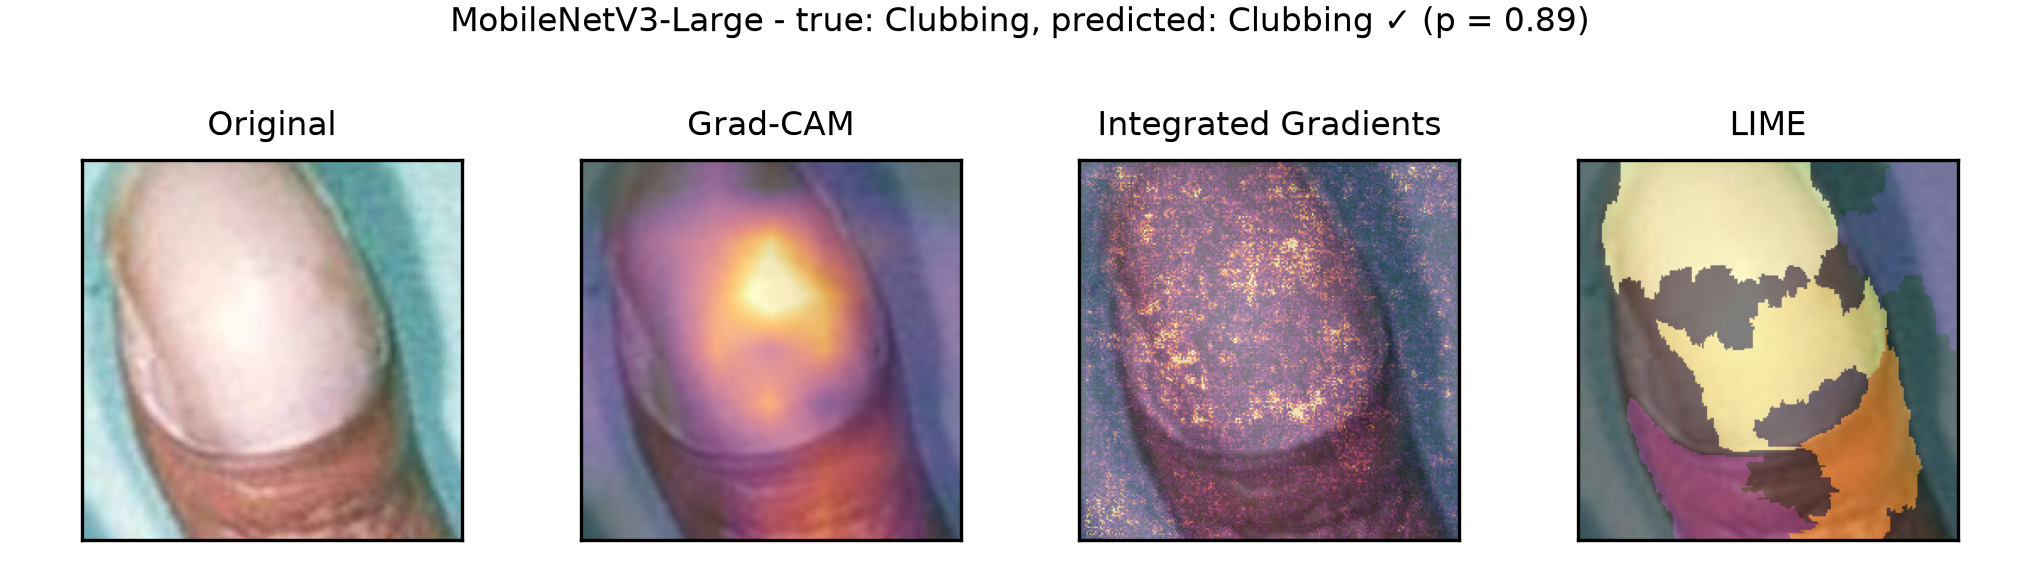 MobileNetV3-Large - true: Clubbing, predicted: Clubbing ✓ (p = 0.89)
Original
Grad-CAM
Integrated Gradients
LIME